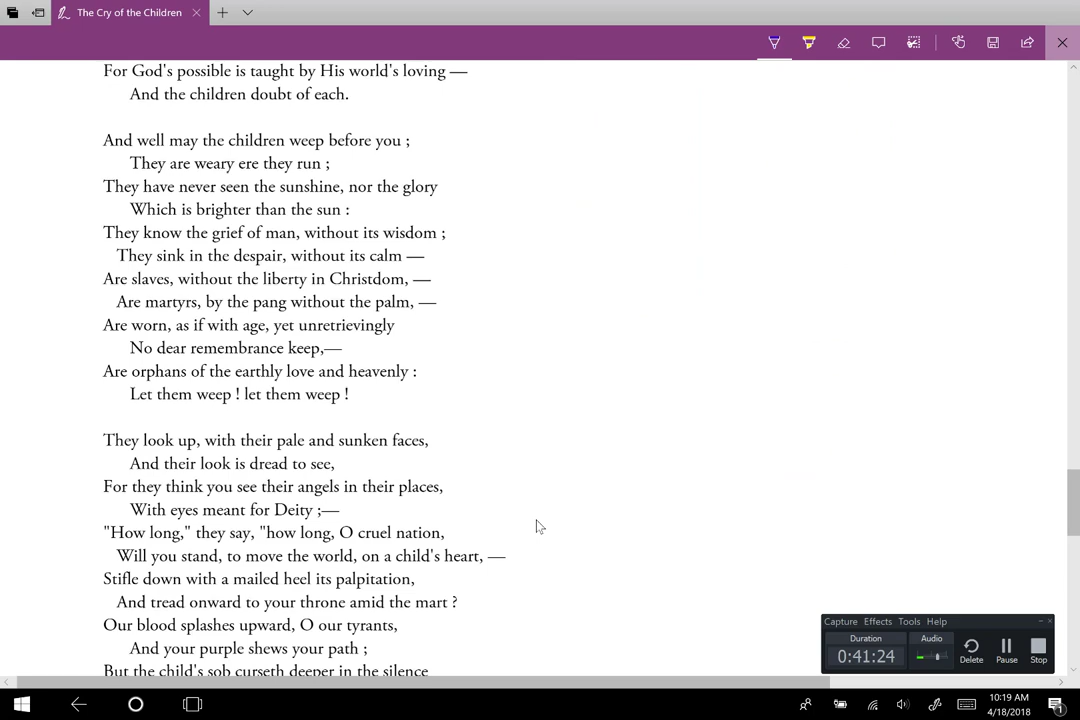 The Cry of the Children
For God's possible is taught by His world's loving —
And the children doubt of each.
And well may the children weep before you ;
They are weary ere they run ;
They have never seen the sunshine, nor the glory
Which is brighter than the sun :
They know the grief of man, without its wisdom ;
They sink in the despair, without its calm —
Are slaves, without the liberty in Christdom, —
Are martyrs, by the pang without the palm, —
Are worn, as if with age, yet unretrievingly
No dear remembrance keep,—
Are orphans of the earthly love and heavenly :
Let them weep ! let them weep !
They look up, with their pale and sunken faces,
And their look is dread to see,
For they think you see their angels in their places,
With eyes meant for Deity ;—
"How long," they say, "how long, O cruel nation,
Will you stand, to move the world, on a child's heart, —
Stifle down with a mailed heel its palpitation,
And tread onward to your throne amid the mart ?
Our blood splashes upward, O our tyrants,
And your purple shews your path ;
But the child's sob curseth deeper in the silence
Capture Effects Tools Help
Duration Audio
0:41:24
Delete Pause Stop
10:19 AM
4/18/2018
1